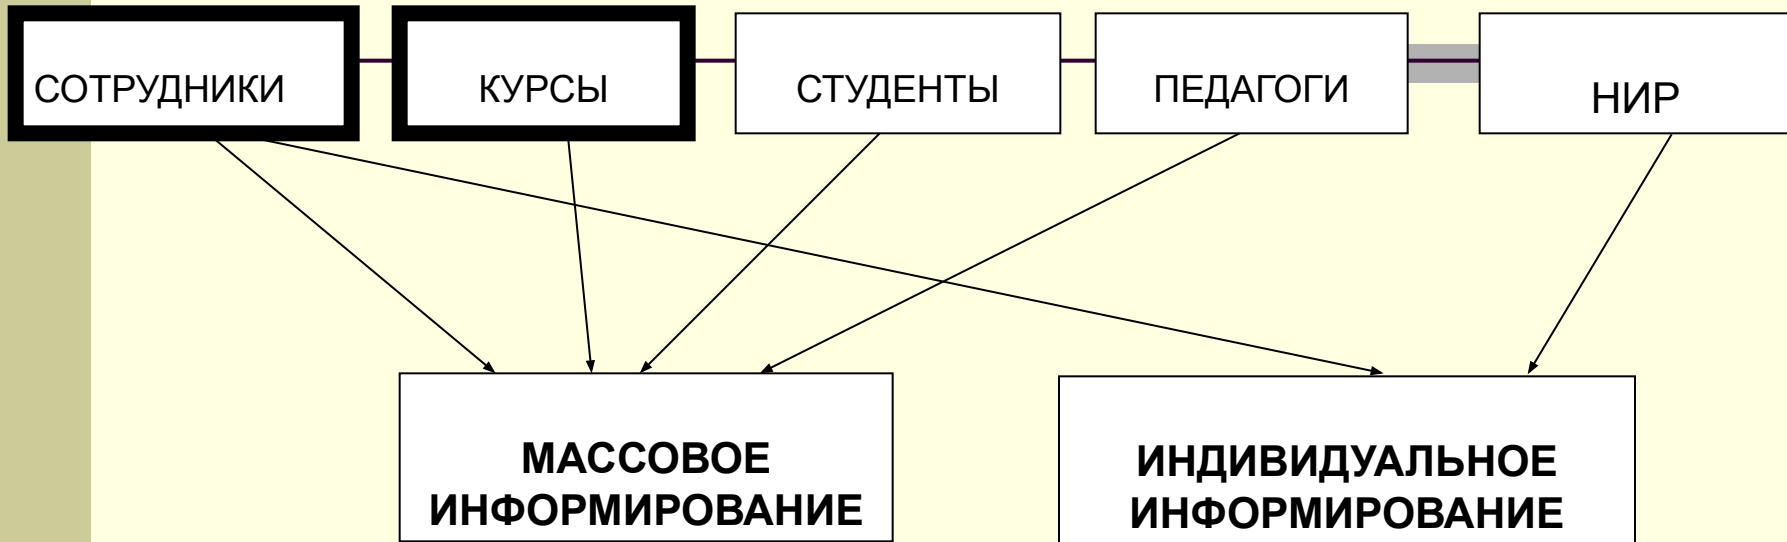 СОТРУДНИКИ
КУРСЫ
СТУДЕНТЫ
ПЕДАГОГИ
НИР
МАССОВОЕ
ИНФОРМИРОВАНИЕ
ИНДИВИДУАЛЬНОЕ
ИНФОРМИРОВАНИЕ